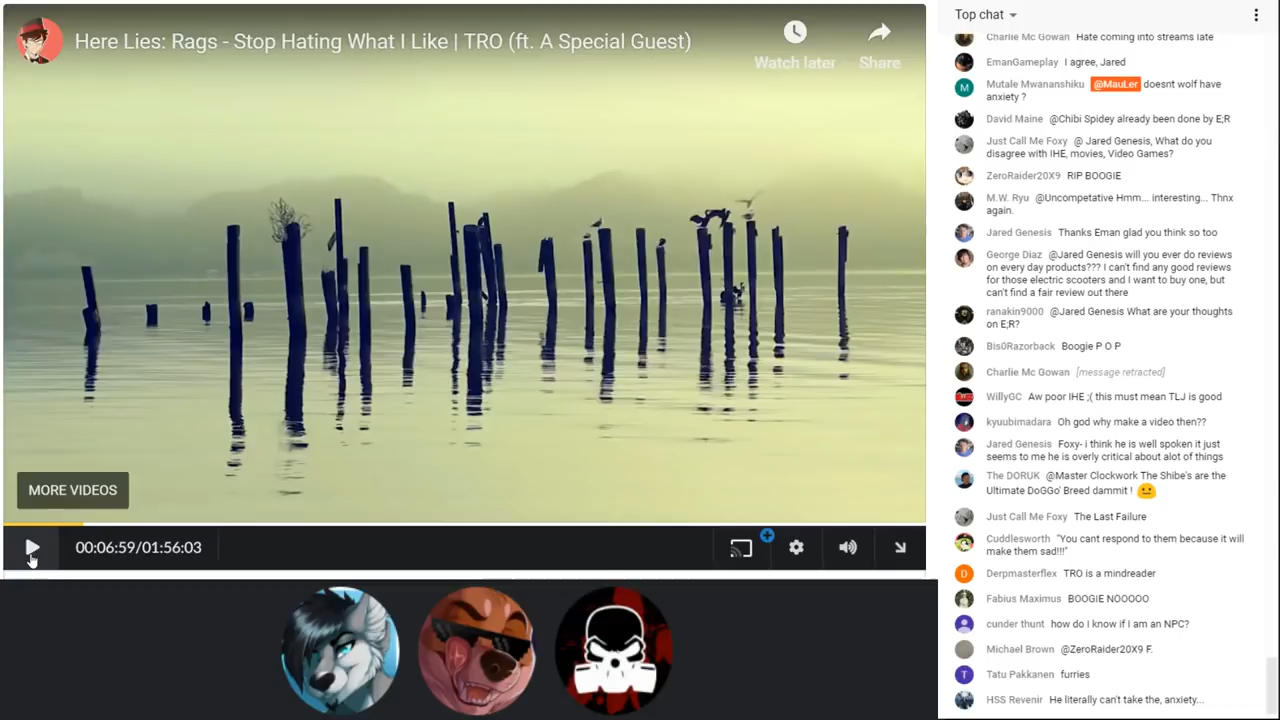 Here Lies: Rags - Stop Hating What I Like | TRO (ft. A Special Guest)
Watch later
Share
MORE VIDEOS
00:06:59/01:56:03
Top chat
Charlie Mc Gowan Hate coming into streams late
EmanGameplay I agree, Jared
Mutale Mwananshiku @MauLer doesnt wolf have
anxiety ?
David Maine @Chibi Spidey already been done by E;R
Just Call Me Foxy @ Jared Genesis, What do you
disagree with IHE, movies, Video Games?
ZeroRaider20X9 RIP BOOGIE
M.W. Ryu @Uncompetative Hmm... interesting... Thnx
again.
Jared Genesis Thanks Eman glad you think so too
George Diaz @Jared Genesis will you ever do reviews
on every day products??? I can't find any good reviews
for those electric scooters and I want to buy one, but
can't find a fair review out there
ranakin9000 @Jared Genesis What are your thoughts
on E;R?
Bis0Razorback Boogie P O P
Charlie Mc Gowan [message retracted]
WillyGC Aw poor IHE ;( this must mean TLJ is good
kyuubimadara Oh god why make a video then??
Jared Genesis Foxy- i think he is well spoken it just
seems to me he is overly critical about alot of things
The DORUK @Master Clockwork The Shibe's are the
Ultimate DoGGo' Breed dammit !
Just Call Me Foxy The Last Failure
Cuddlesworth "You cant respond to them because it will
make them sad!!!"
D
Derpmasterflex TRO is a mindreader
Fabius Maximus BOOGIE NOOOOO
cunder thunt how do I know if I am an NPC?
Michael Brown @ZeroRaider20X9 F.
T
Tatu Pakkanen furries
HSS Revenir He literally can't take the, anxiety...